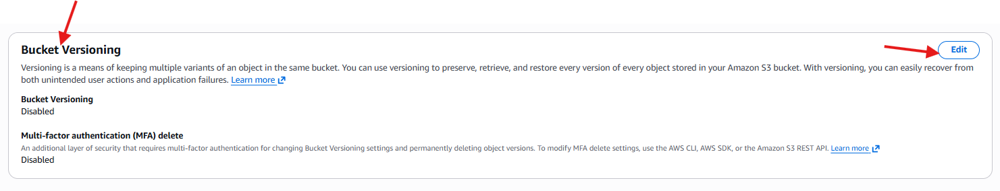 Bucket Versioning
Edit
Versioning is a means of keeping multiple variants of an object in the same bucket. You can use versioning to preserve, retrieve, and restore every version of every object stored in your Amazon S3 bucket. With versioning, you can easily recover from
both unintended user actions and application failures. Learn more
Bucket Versioning
Disabled
Multi-factor authentication (MFA) delete
An additional layer of security that requires multi-factor authentication for changing Bucket Versioning settings and permanently deleting object versions. To modify MFA delete settings, use the AWS CLI, AWS SDK, or the Amazon S3 REST API. Learn more
Disabled